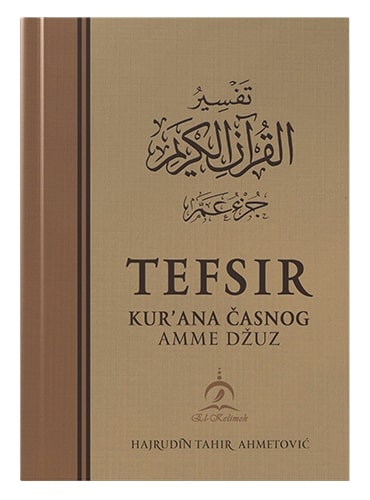 تفسير
القرآن الكريم
جزء عم
TEFSIR
KUR'ANA ČASNOG
AMME DŽUZ
El-Kelimeh
HAJRUDIN TAHIR AHMETOVIĆ